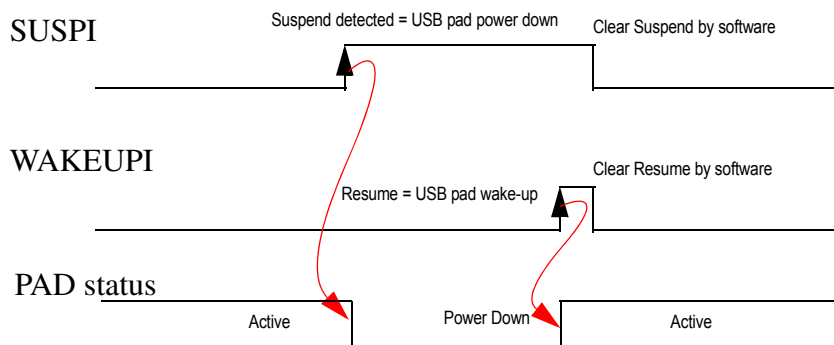 SUSPI
Suspend detected = USB pad power down
Clear Suspend by software
WAKEUPI
Resume = USB pad wake-up
Clear Resume by software
PAD status
Active
Power Down
Active